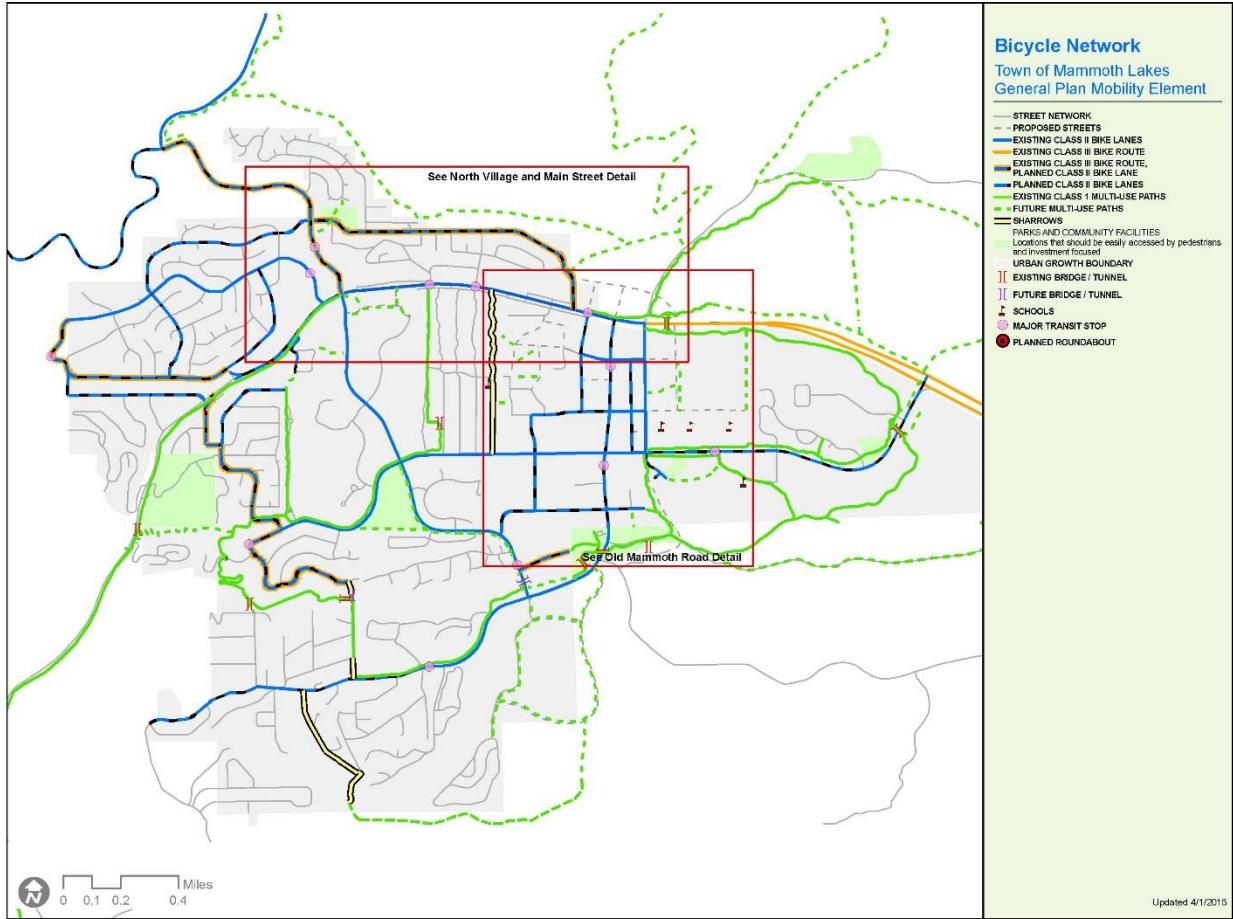 See North Village and Main Street Detail
See Old Mammoth Road Detail
Bicycle Network
Town of Mammoth Lakes
General Plan Mobility Element
STREET NETWORK
PROPOSED STREETS
EXISTING CLASS II BIKE LANES
EXISTING CLASS III BIKE ROUTE
EXISTING CLASS III BIKE ROUTE,
PLANNED CLASS II BIKE LANE
PLANNED CLASS II BIKE LANES
EXISTING CLASS 1 MULTI-USE PATHS
FUTURE MULTI-USE PATHS
SHARROWS
PARKS AND COMMUNITY FACILITIES
Locations that should be easily accessed by pedestrians
and investment focused
URBAN GROWTH BOUNDARY
EXISTING BRIDGE / TUNNEL
FUTURE BRIDGE / TUNNEL
SCHOOLS
MAJOR TRANSIT STOP
PLANNED ROUNDABOUT
N
Miles
0 0.1 0.2 0.4
Updated 4/1/2016